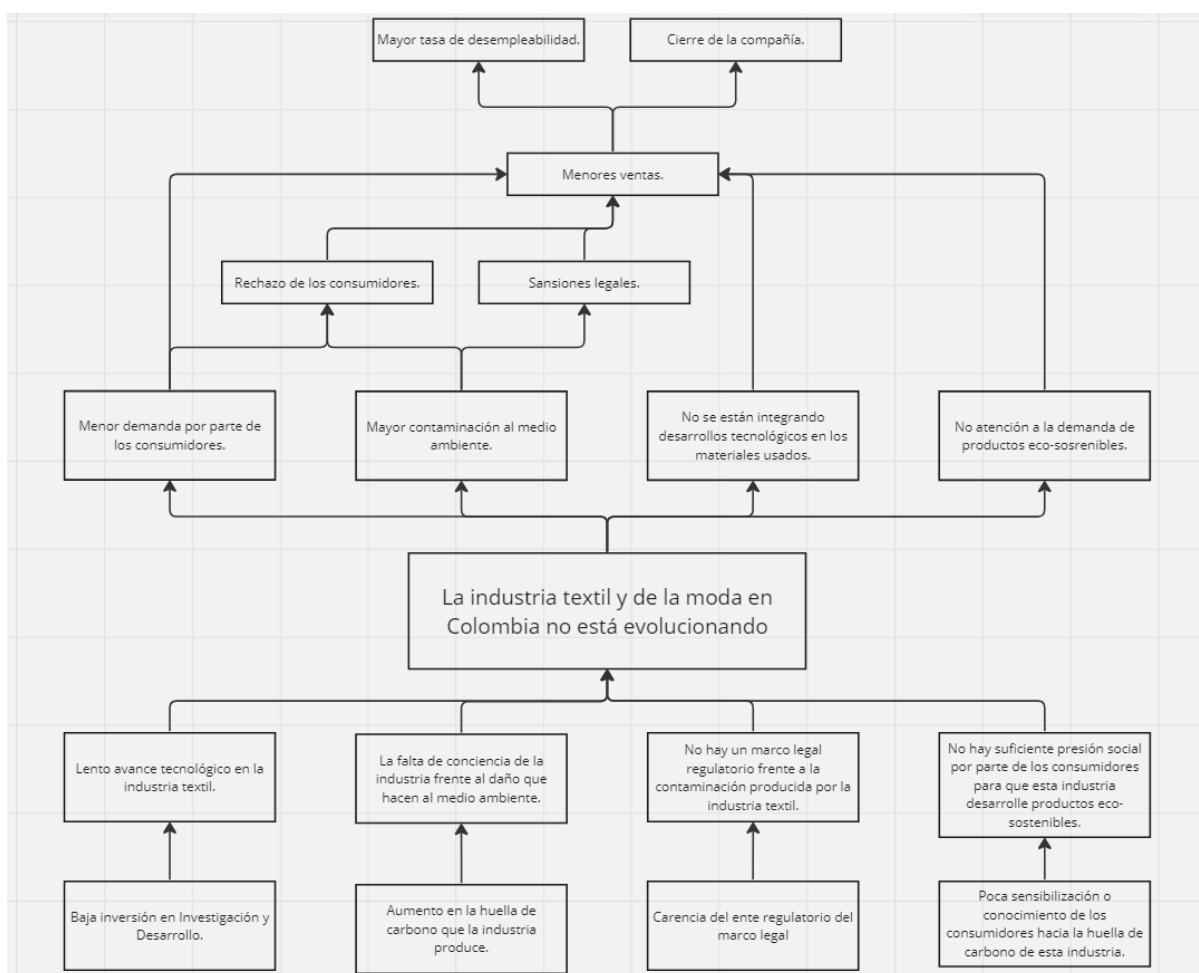 Mayor tasa de desempleabilidad.
Cierre de la compañía.
Menores ventas.
Rechazo de los consumidores.
Sansiones legales.
Menor demanda por parte de
los consumidores.
Mayor contaminación al medio
ambiente.
No se están integrando
desarrollos tecnológicos en los
materiales usados.
No atención a la demanda de
productos eco-sosrenibles.
La industria textil y de la moda en
Colombia no está evolucionando
Lento avance tecnológico en la
industria textil.
La falta de conciencia de la
industria frente al daño que
hacen al medio ambiente.
No hay un marco legal
regulatorio frente a la
contaminación producida por la
industria textil.
No hay suficiente presión social
por parte de los consumidores
para que esta industria
desarrolle productos eco-
sostenibles.
Baja inversión en Investigación y
Desarrollo.
Aumento en la huella de
carbono que la industria
produce.
Carencia del ente regulatorio del
marco legal
Poca sensibilización o
conocimiento de los
consumidores hacia la huella de
carbono de esta industria.